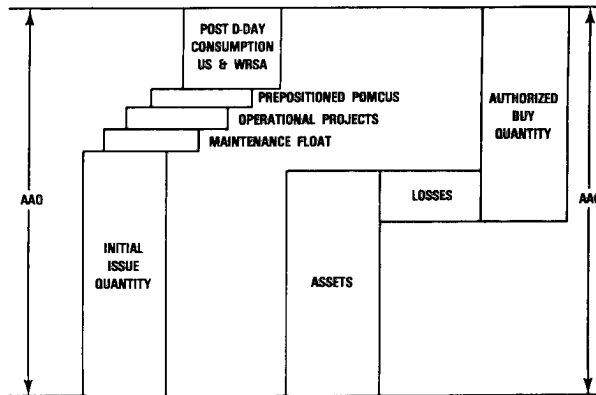 POST D-DAY
CONSUMPTION
US & WRSA
PREPOSITIONED POMCUS
OPERATIONAL PROJECTS
MAINTENANCE FLOAT
AUTHORIZED
BUY
QUANTITY
LOSSES
AAO
AAO
INITIAL
ISSUE
QUANTITY
ASSETS